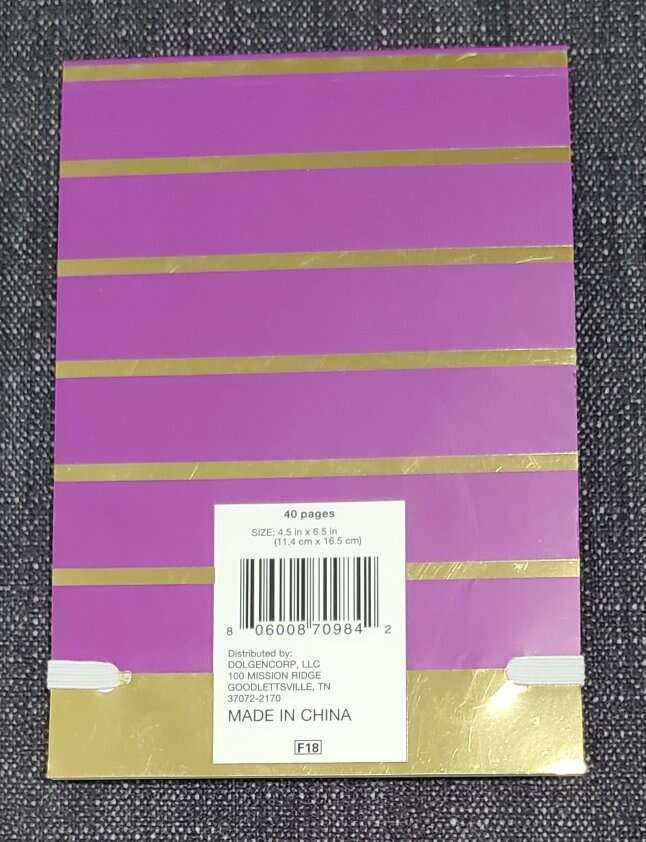 40 pages
SIZE: 4.5 in x 6.5 in
(11.4 cm x 16.5 cm)
8 06008 70984 2
Distributed by:
DOLGENCORP, LLC
100 MISSION RIDGE
GOODLETTSVILLE, TN
37072-2170
MADE IN CHINA
F18